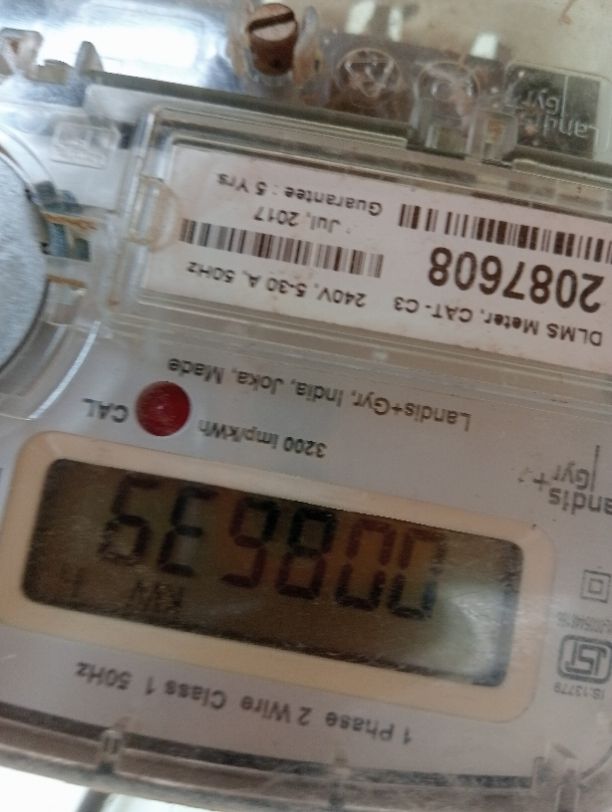 1 Phase 2 Wire Class 1 50Hz
IS:13779
kW h
008639
Landis
Gyr+
3200 imp/kWh
CAL
Landis+Gyr, India, Joka, Made
DLMS Meter, CAT- C3 240V, 5-30 A, 50Hz
2087608
Jul, 2017
Guarantee : 5 Yrs
Landis
Gyr+